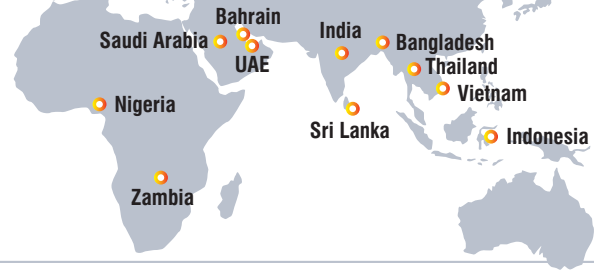 Bahrain
Saudi Arabia
India
Bangladesh
UAE
Thailand
Vietnam
Nigeria
Sri Lanka
Indonesia
Zambia